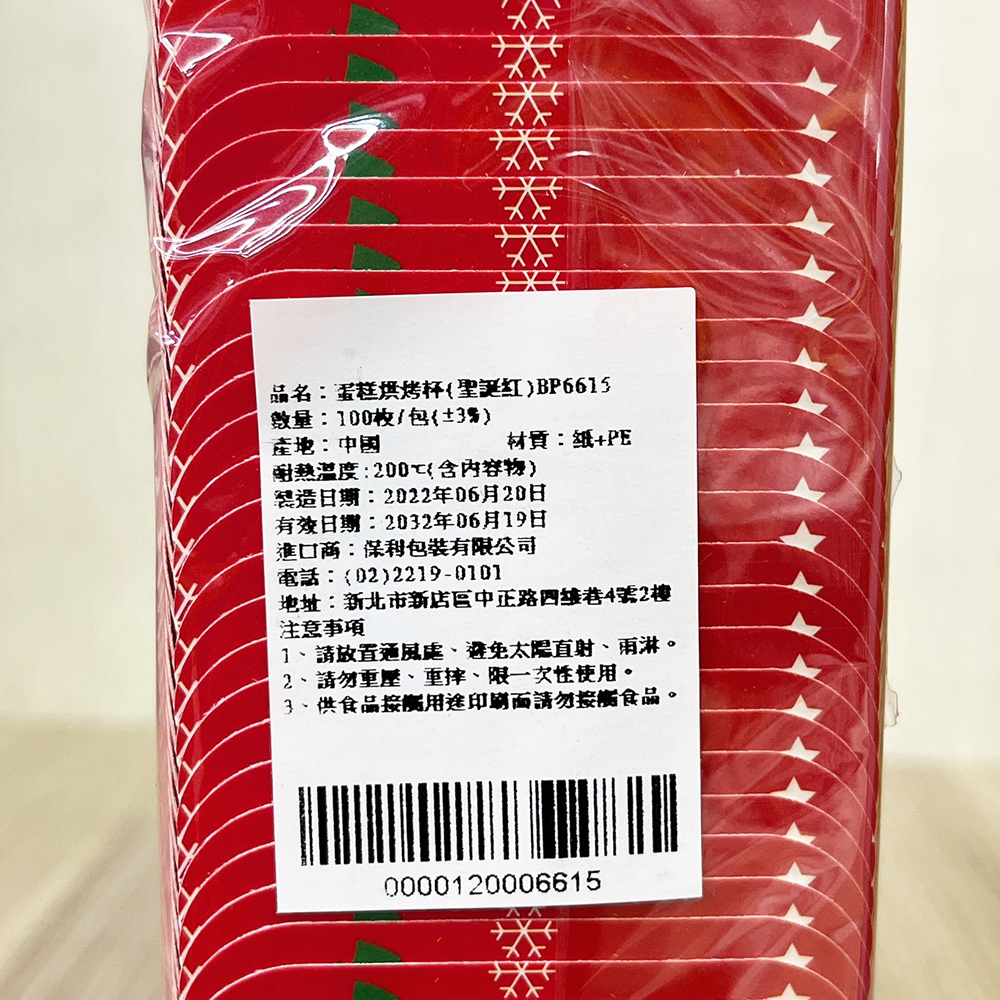 品名：蛋糕烘烤杯(聖誕紅)BP6615
數量：100枚/包(±3%)
產地：中國 材質：紙+PE
耐熱溫度:200℃(含內容物)
製造日期：2022年06月20日
有效日期：2032年06月19日
進口商：保利包裝有限公司
電話：(02)2219-0101
地址：新北市新店區中正路四維巷4號2樓
注意事項
1、請放置通風處、避免太陽直射、雨淋。
2、請勿重壓、重摔、限一次性使用。
3、供食品接觸用途印刷面請勿接觸食品。
0000120006615